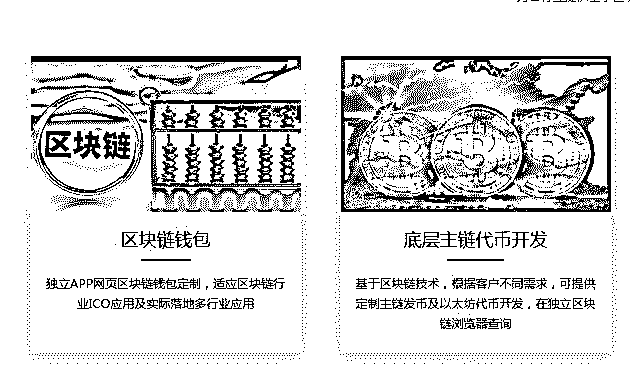 区块链
区块链钱包
独立APP网页区块链钱包定制，适应区块链行
业ICO应用及实际落地多行业应用
底层主链代币开发
基于区块链技术，根据客户不同需求，可提供
定制主链发币及以太坊代币开发，在独立区块
链浏览器查询